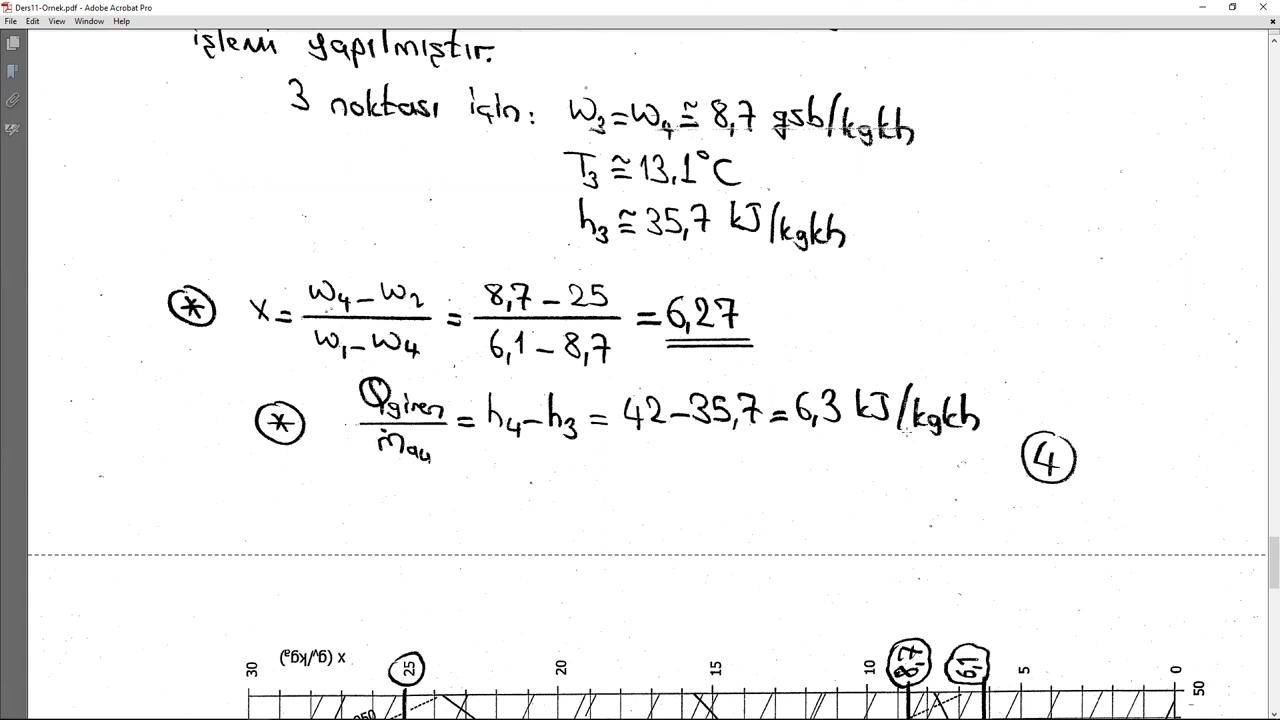 Ders11-Ornek.pdf - Adobe Acrobat Pro
File Edit View Window Help
işlemi yapılmıştır.
3 noktası için: W₃=W₄≅8,7 gsb/kgkh
T₃≅13,1°C
h₃≅35,7 kJ/kgkh
* X = (W₄-W₂)/(W₁-W₄) = (8,7-25)/(6,1-8,7) = 6,27
* Q̇giren/ṁa₄ = h₄-h₃ = 42-35,7 = 6,3 kJ/kgkh
4
x (gy/kga)
30 25 20 15 10 8,7 6,1 5 0
50